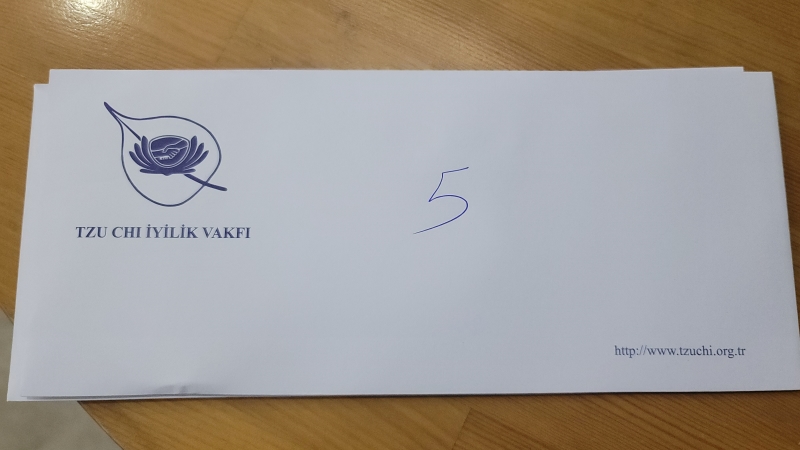 TZU CHI İYİLİK VAKFI
5
http://www.tzuchi.org.tr